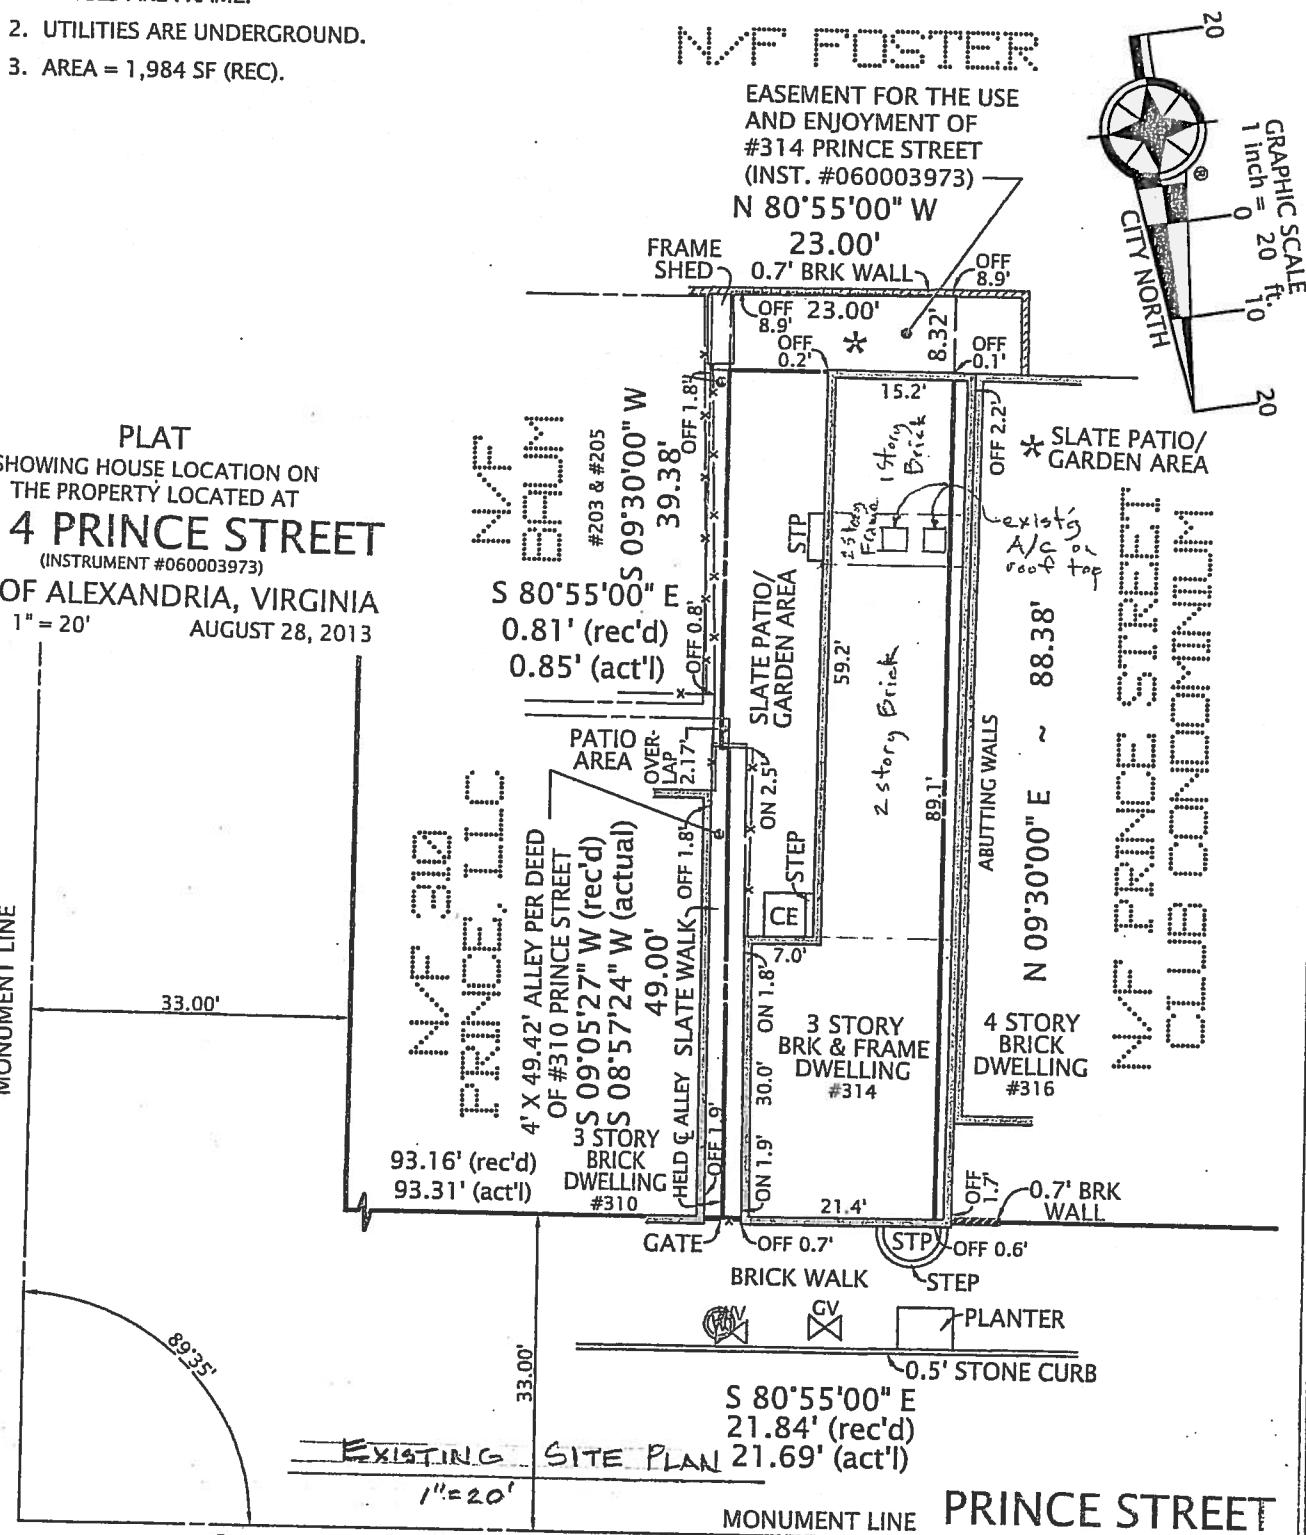 2. UTILITIES ARE UNDERGROUND.
3. AREA = 1,984 SF (REC).
N/F FOSTER
EASEMENT FOR THE USE
AND ENJOYMENT OF
#314 PRINCE STREET
(INST. #060003973)
N 80°55'00" W
23.00'
FRAME
SHED
0.7' BRK WALL
OFF
8.9'
OFF
8.9'
23.00'
8.32'
*
OFF
0.2'
OFF
0.1'
20
GRAPHIC SCALE
1 inch = 20 ft.
0
10
20
CITY NORTH
®
15.2'
OFF 1.8'
OFF 2.2'
* SLATE PATIO/
GARDEN AREA
1 Story
Brick
2 story
Frame
exist'g
A/C on
roof top
PLAT
SHOWING HOUSE LOCATION ON
THE PROPERTY LOCATED AT
4 PRINCE STREET
(INSTRUMENT #060003973)
OF ALEXANDRIA, VIRGINIA
1" = 20' AUGUST 28, 2013
N/F
BAUM
#203 & #205
S 09°30'00" W
39.38'
S 80°55'00" E
0.81' (rec'd)
0.85' (act'l)
OFF 0.8'
STP
SLATE PATIO/
GARDEN AREA
59.2'
2 story Brick
89.1'
ABUTTING WALLS
N 09°30'00" E ~ 88.38'
N/F PRINCE STREET
CLUB CONDOMINIUM
PATIO
AREA
OVER-
LAP
2.17'
ON 2.5'
STEP
CE
7.0'
N/F 310
PRINCE, LLC
4' X 49.42' ALLEY PER DEED
OF #310 PRINCE STREET
S 09°05'27" W (rec'd)
S 08°57'24" W (actual)
49.00'
HELD ℄ ALLEY
SLATE WALK
OFF 1.8'
OFF 1.9'
ON 1.8'
30.0'
ON 1.9'
3 STORY
BRK & FRAME
DWELLING
#314
4 STORY
BRICK
DWELLING
#316
3 STORY
BRICK
DWELLING
#310
MONUMENT LINE
33.00'
93.16' (rec'd)
93.31' (act'l)
21.4'
OFF
1.7'
0.7' BRK
WALL
GATE
OFF 0.7'
STP
OFF 0.6'
BRICK WALK
STEP
GV
PLANTER
0.5' STONE CURB
89°35'
33.00'
S 80°55'00" E
21.84' (rec'd)
21.69' (act'l)
EXISTING SITE PLAN
1"=20'
MONUMENT LINE
PRINCE STREET